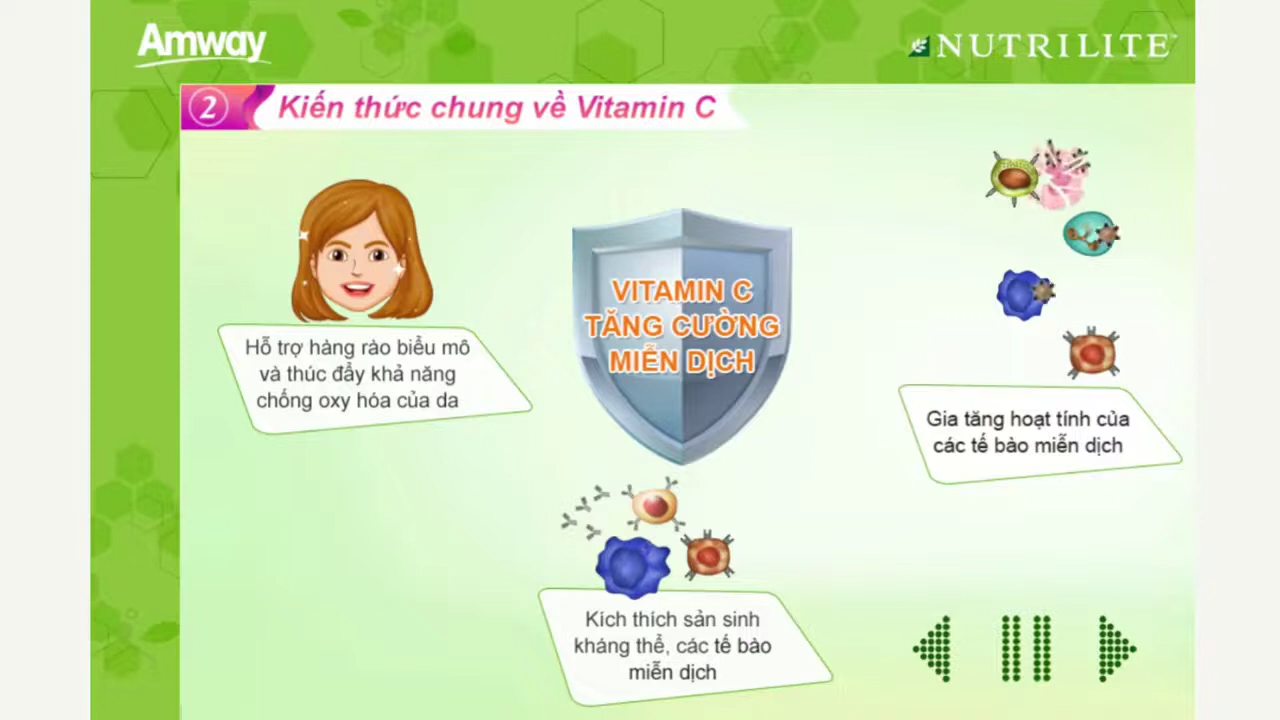 Amway
NUTRILITE™
2
Kiến thức chung về Vitamin C
VITAMIN C
TĂNG CƯỜNG
MIỄN DỊCH
Hỗ trợ hàng rào biểu mô
và thúc đẩy khả năng
chống oxy hóa của da
Gia tăng hoạt tính của
các tế bào miễn dịch
Kích thích sản sinh
kháng thể, các tế bào
miễn dịch